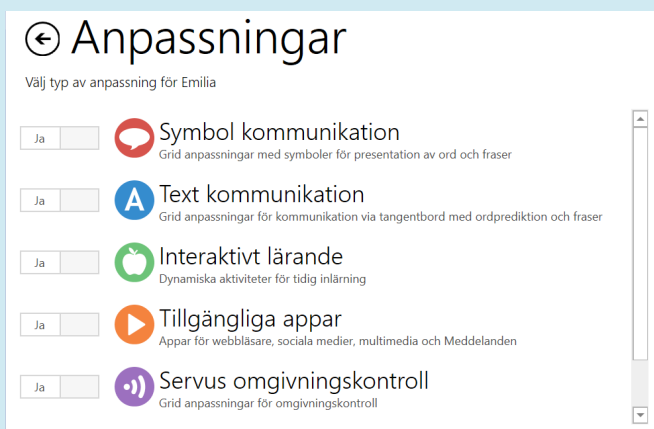 Anpassningar
Välj typ av anpassning för Emilia
Ja
Symbol kommunikation
Grid anpassningar med symboler för presentation av ord och fraser
Ja
A
Text kommunikation
Grid anpassningar för kommunikation via tangentbord med ordprediktion och fraser
Ja
Interaktivt lärande
Dynamiska aktiviteter för tidig inlärning
Ja
Tillgängliga appar
Appar för webbläsare, sociala medier, multimedia och Meddelanden
Ja
Servus omgivningskontroll
Grid anpassningar för omgivningskontroll